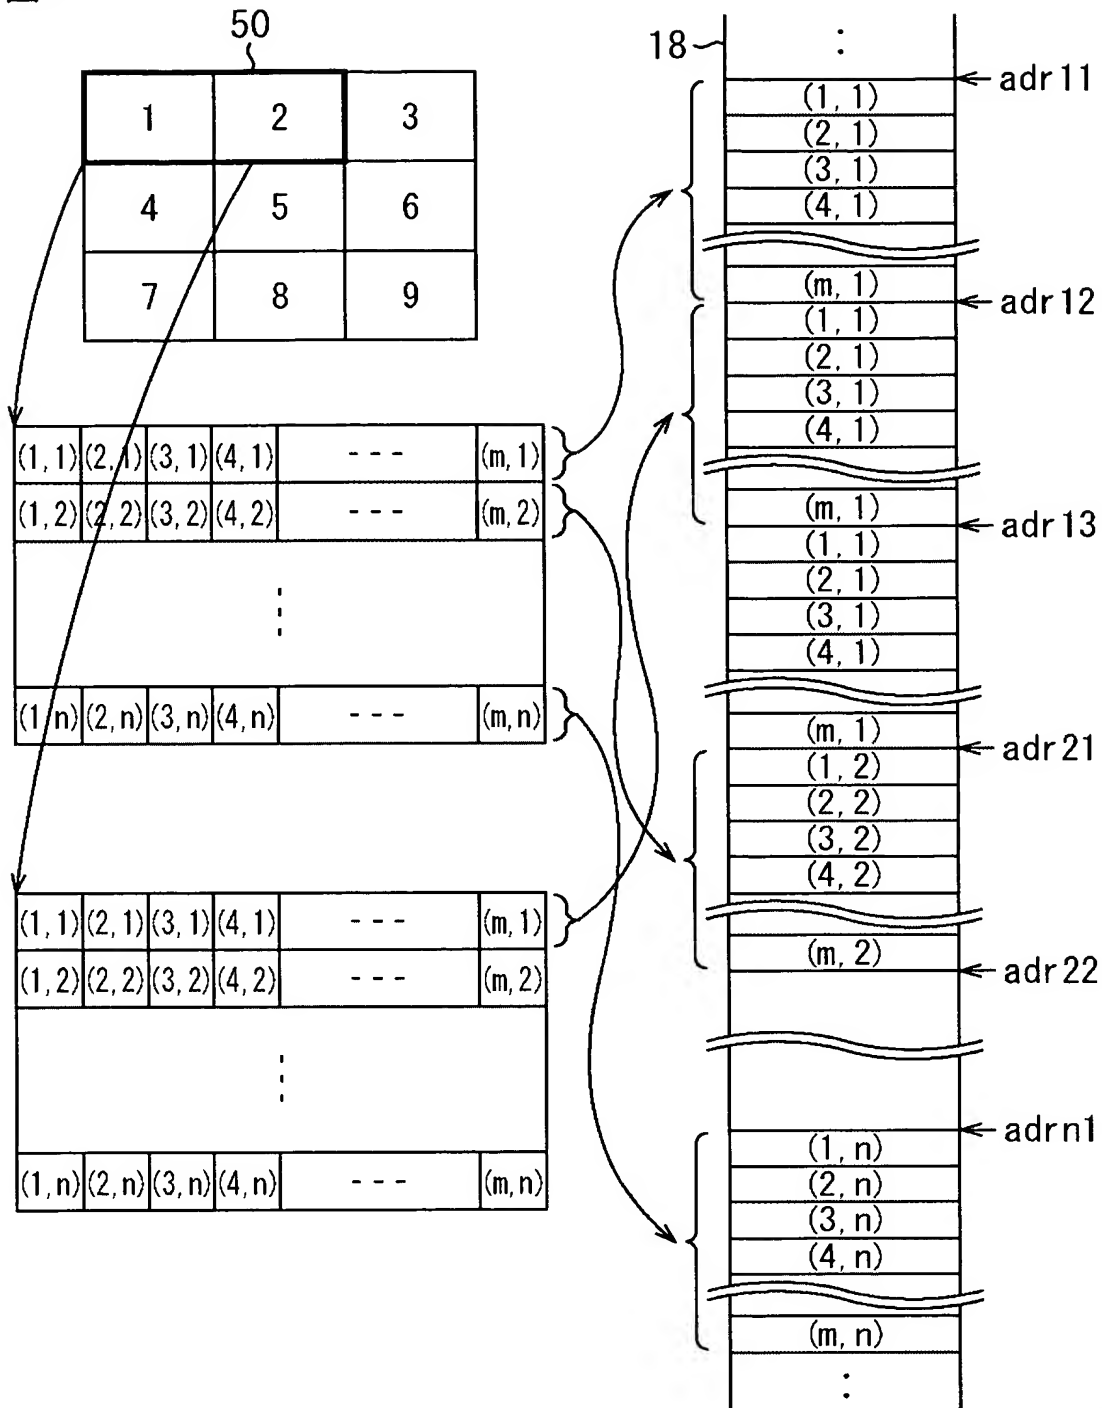 50
1 2 3
4 5 6
7 8 9
(1, 1) (2, 1) (3, 1) (4, 1) --- (m, 1)
(1, 2) (2, 2) (3, 2) (4, 2) --- (m, 2)
(1, n) (2, n) (3, n) (4, n) --- (m, n)
(1, 1) (2, 1) (3, 1) (4, 1) --- (m, 1)
(1, 2) (2, 2) (3, 2) (4, 2) --- (m, 2)
(1, n) (2, n) (3, n) (4, n) --- (m, n)
18
adr11
(1, 1)
(2, 1)
(3, 1)
(4, 1)
(m, 1)
adr12
(1, 1)
(2, 1)
(3, 1)
(4, 1)
(m, 1)
adr13
(1, 1)
(2, 1)
(3, 1)
(4, 1)
(m, 1)
adr21
(1, 2)
(2, 2)
(3, 2)
(4, 2)
(m, 2)
adr22
adrn1
(1, n)
(2, n)
(3, n)
(4, n)
(m, n)